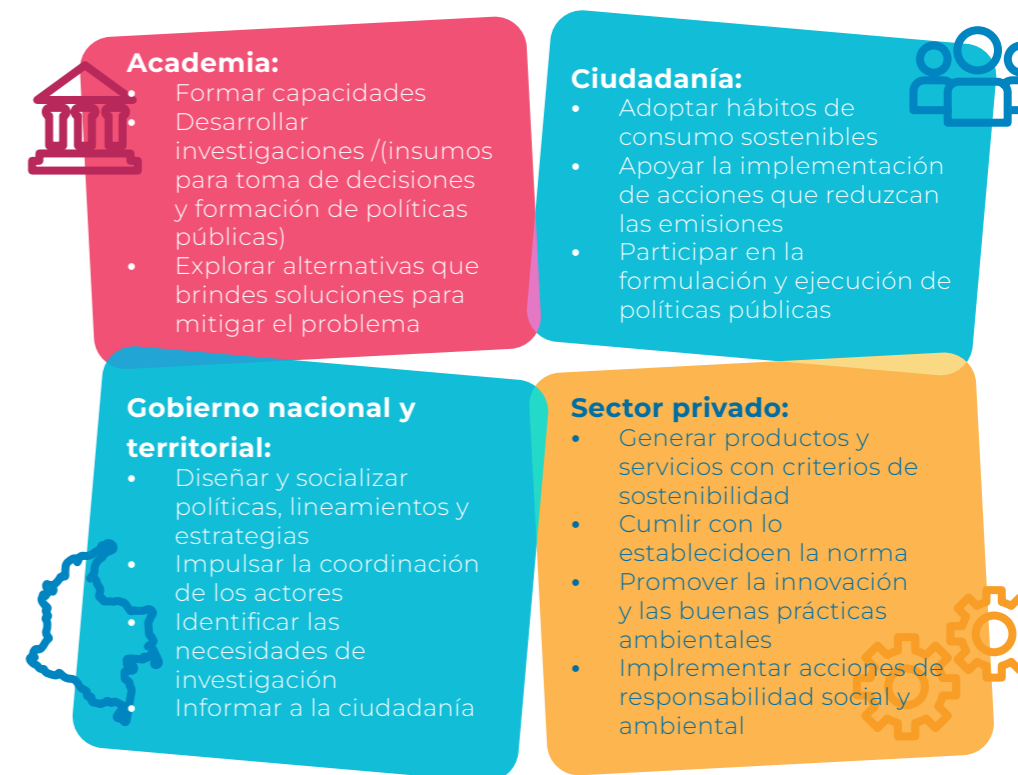 Academia:
• Formar capacidades
• Desarrollar
investigaciones /(insumos
para toma de decisiones
y formación de políticas
públicas)
• Explorar alternativas que
brindes soluciones para
mitigar el problema
Ciudadanía:
• Adoptar hábitos de
consumo sostenibles
• Apoyar la implementación
de acciones que reduzcan
las emisiones
• Participar en la
formulación y ejecución de
políticas públicas
Gobierno nacional y
territorial:
• Diseñar y socializar
políticas, lineamientos y
estrategias
• Impulsar la coordinación
de los actores
• Identificar las
necesidades de
investigación
• Informar a la ciudadanía
Sector privado:
• Generar productos y
servicios con criterios de
sostenibilidad
• Cumlir con lo
establecidoen la norma
• Promover la innovación
y las buenas prácticas
ambientales
• Implrementar acciones de
responsabilidad social y
ambiental